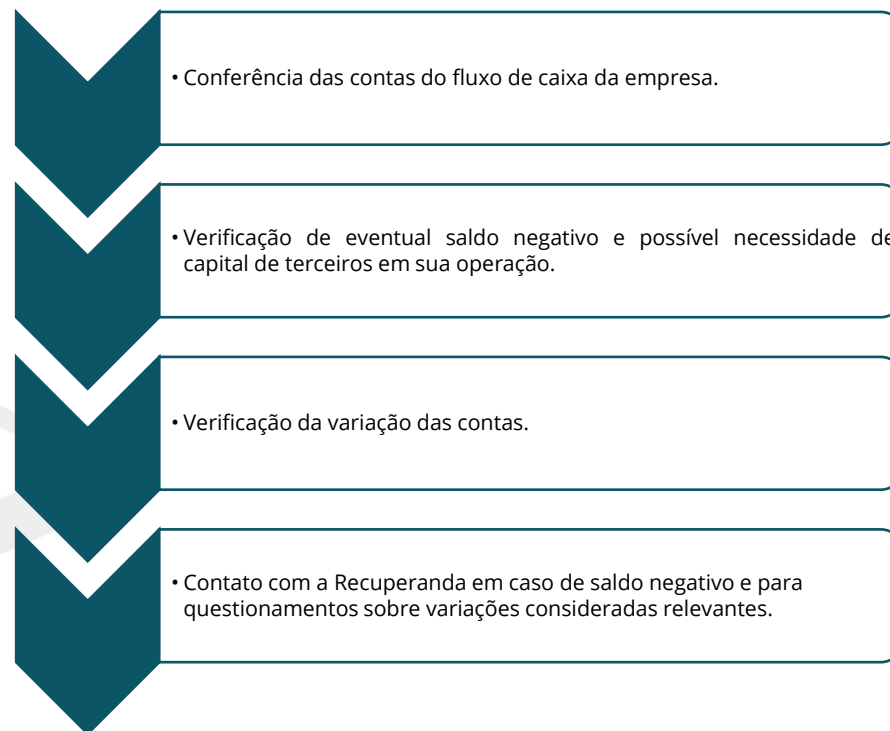 • Conferência das contas do fluxo de caixa da empresa.
• Verificação de eventual saldo negativo e possível necessidade de
capital de terceiros em sua operação.
• Verificação da variação das contas.
• Contato com a Recuperanda em caso de saldo negativo e para
questionamentos sobre variações consideradas relevantes.